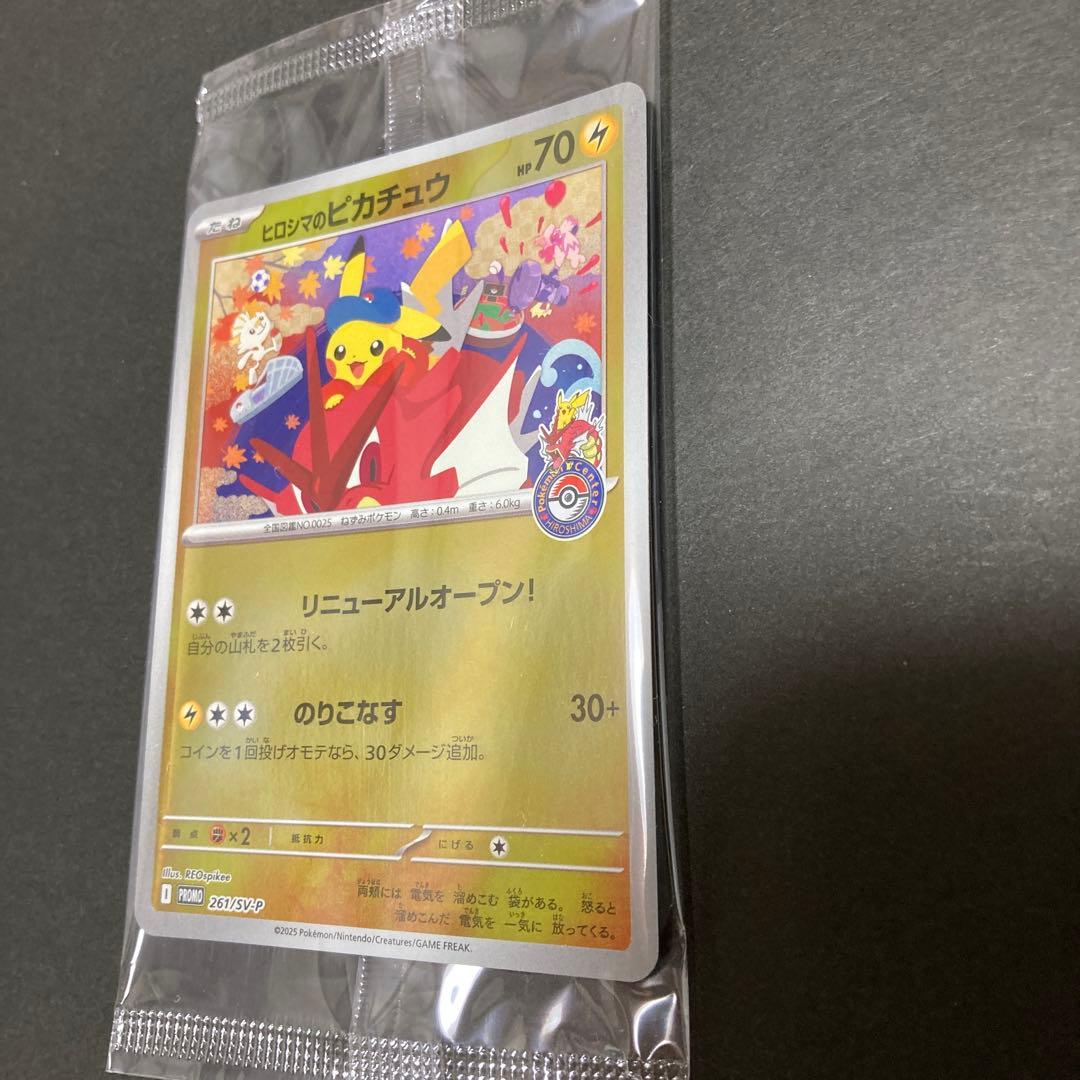 たね ヒロシマのピカチュウ HP70
全国図鑑NO.0025 ねずみポケモン 高さ:0.4m 重さ:6.0kg
Pokémon Center
HIROSHIMA
リニューアルオープン!
自分の山札を2枚引く。
のりこなす 30+
コインを1回投げオモテなら、30ダメージ追加。
弱点 ×2 抵抗力 にげる
Illus. REOspikee
I PROMO 261/SV-P
両頬には 電気を 溜めこむ 袋がある。 怒ると
溜めこんだ 電気を 一気に 放ってくる。
©2025 Pokémon/Nintendo/Creatures/GAME FREAK.